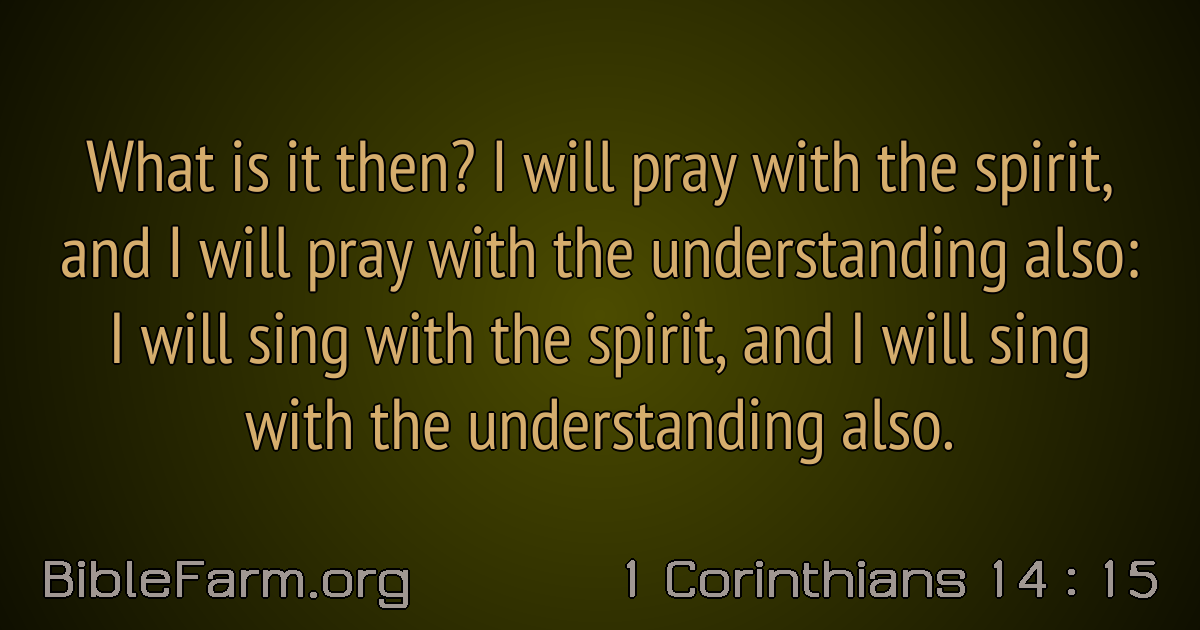 What is it then? I will pray with the spirit,
and I will pray with the understanding also:
I will sing with the spirit, and I will sing
with the understanding also.
BibleFarm.org
1 Corinthians 14 : 15